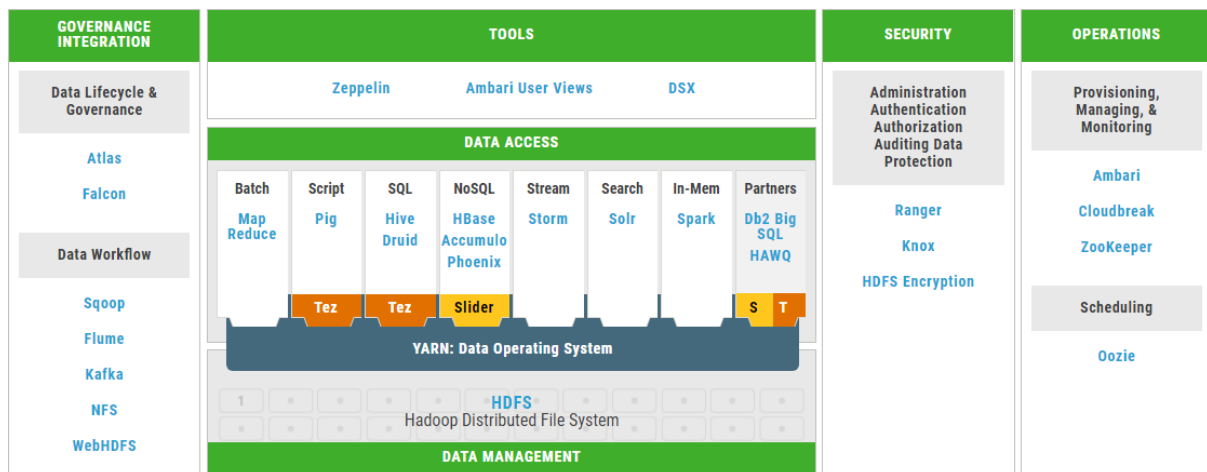 GOVERNANCE
INTEGRATION
Data Lifecycle &
Governance
Atlas
Falcon
Data Workflow
Sqoop
Flume
Kafka
NFS
WebHDFS
TOOLS
Zeppelin
Ambari User Views
DSX
DATA ACCESS
Batch
Map
Reduce
Script
Pig
Tez
SQL
Hive
Druid
Tez
NoSQL
HBase
Accumulo
Phoenix
Slider
Stream
Storm
Search
Solr
In-Mem
Spark
Partners
Db2 Big
SQL
HAWQ
S T
YARN: Data Operating System
1
HDFS
Hadoop Distributed File System
DATA MANAGEMENT
SECURITY
Administration
Authentication
Authorization
Auditing Data
Protection
Ranger
Knox
HDFS Encryption
OPERATIONS
Provisioning,
Managing, &
Monitoring
Ambari
Cloudbreak
ZooKeeper
Scheduling
Oozie